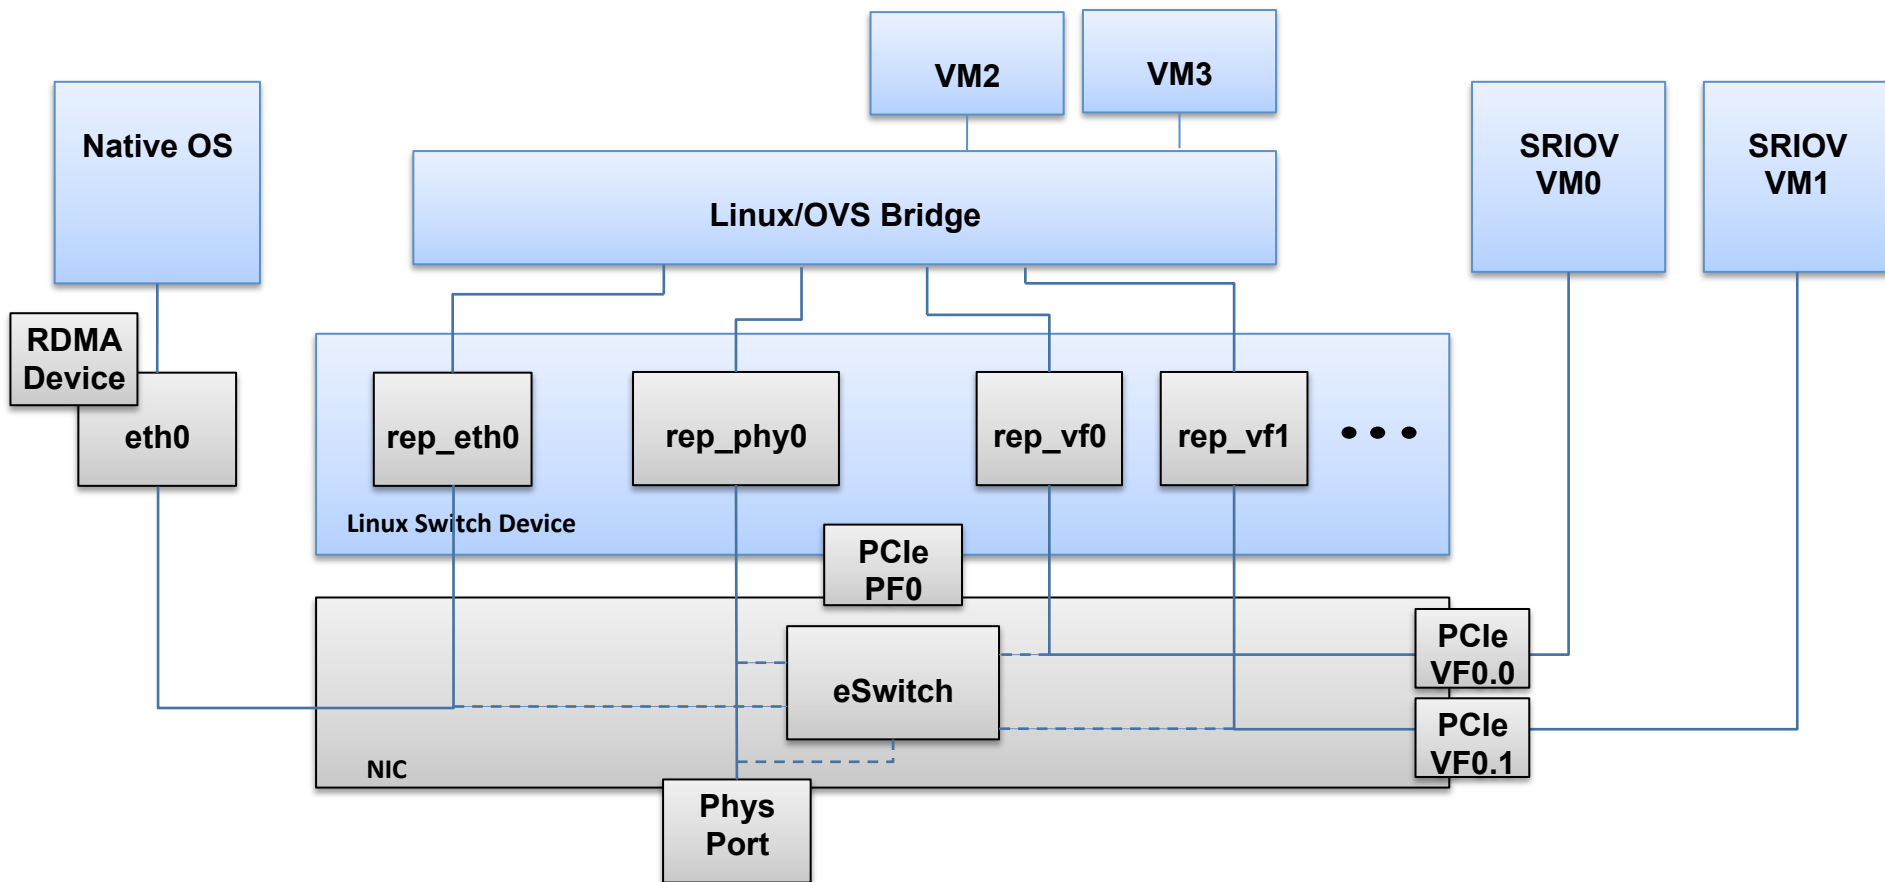 VM2
VM3
Native OS
SRIOV
VM0
SRIOV
VM1
Linux/OVS Bridge
RDMA
Device
eth0
rep_eth0
rep_phy0
rep_vf0
rep_vf1
Linux Switch Device
PCIe
PF0
PCIe
VF0.0
eSwitch
PCIe
VF0.1
NIC
Phys
Port